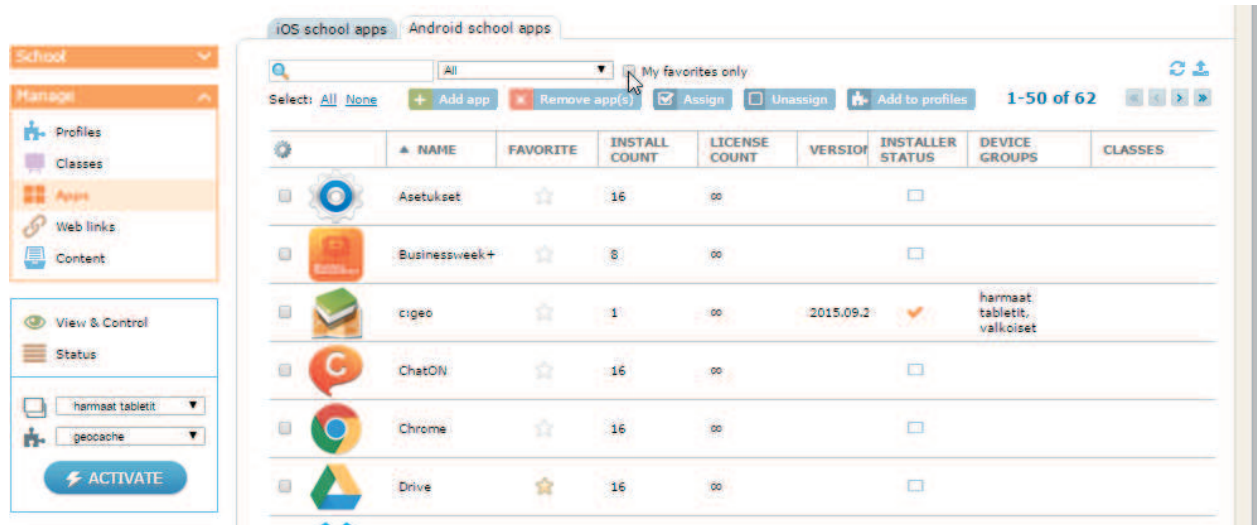 iOS school apps Android school apps
School
All My favorites only
Manage
Select: All None Add app Remove app(s) Assign Unassign Add to profiles 1-50 of 62
Profiles
NAME FAVORITE INSTALL COUNT LICENSE COUNT VERSION INSTALLER STATUS DEVICE GROUPS CLASSES
Classes
Apps
Asetukset 16 ∞
Web links
Content
Businessweek+ 8 ∞
c:geo 1 ∞ 2015.09.2 harmaat tabletit, valkoiset
View & Control
Status
ChatON 16 ∞
harmaat tabletit
geocache
Chrome 16 ∞
ACTIVATE
Drive 16 ∞